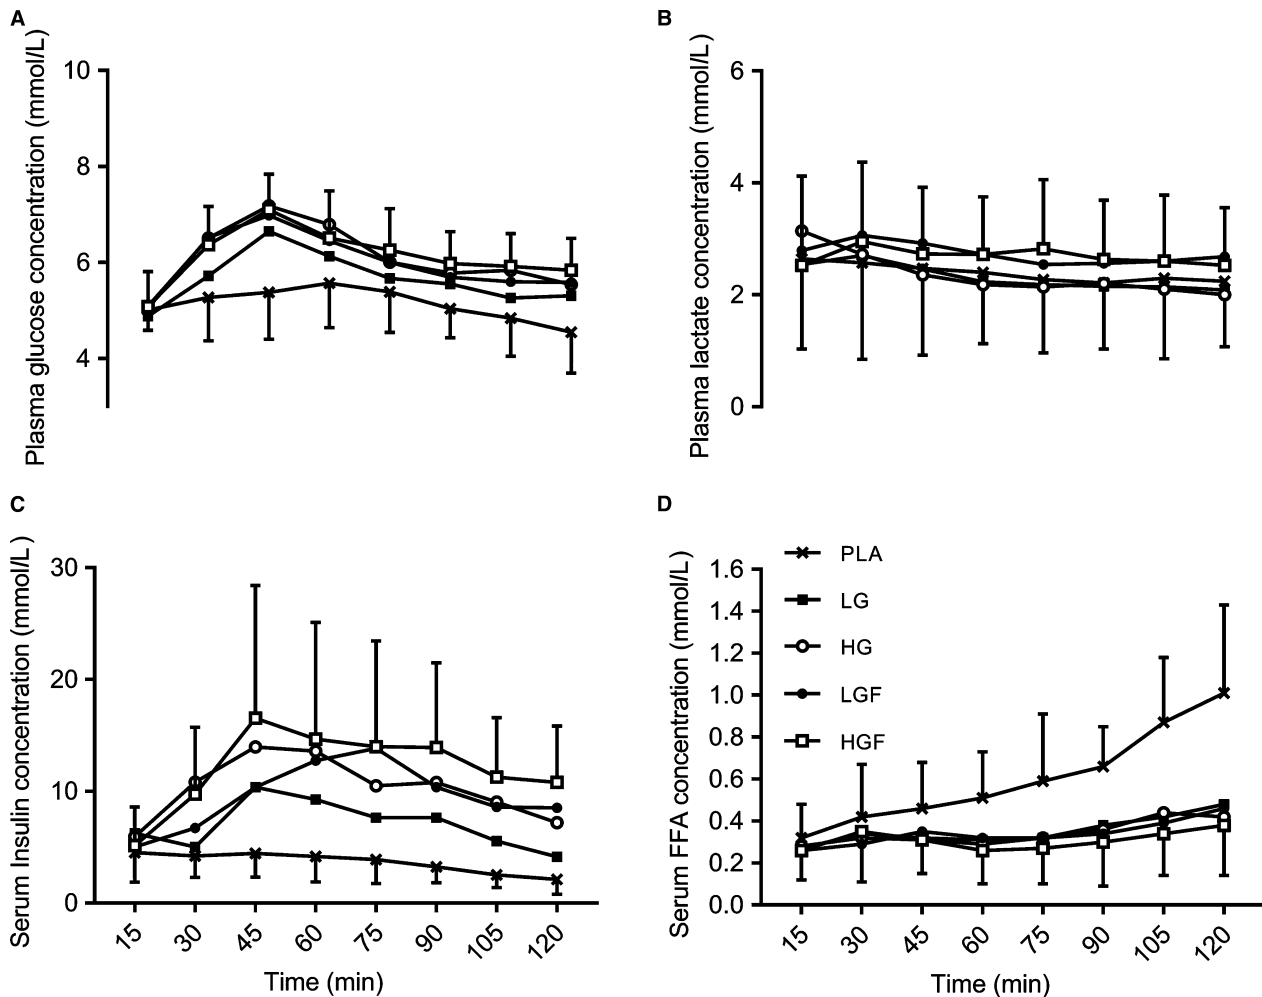 A
Plasma glucose concentration (mmol/L)
10
8
6
4
B
Plasma lactate concentration (mmol/L)
6
4
2
0
C
Serum Insulin concentration (mmol/L)
30
20
10
0
15 30 45 60 75 90 105 120
Time (min)
D
Serum FFA concentration (mmol/L)
1.6
1.4
1.2
1.0
0.8
0.6
0.4
0.2
0.0
PLA
LG
HG
LGF
HGF
15 30 45 60 75 90 105 120
Time (min)